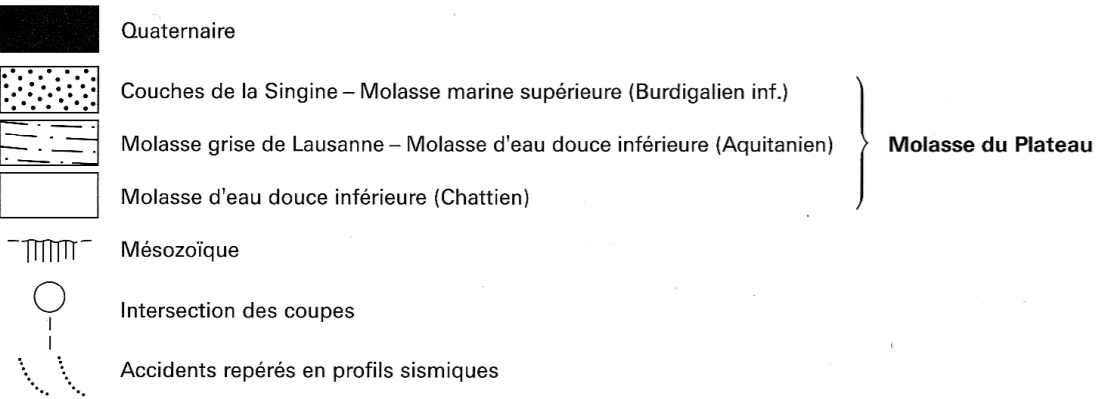 Quaternaire
Couches de la Singine – Molasse marine supérieure (Burdigalien inf.)
Molasse grise de Lausanne – Molasse d'eau douce inférieure (Aquitanien)
Molasse du Plateau
Molasse d'eau douce inférieure (Chattien)
Mésozoïque
Intersection des coupes
Accidents repérés en profils sismiques